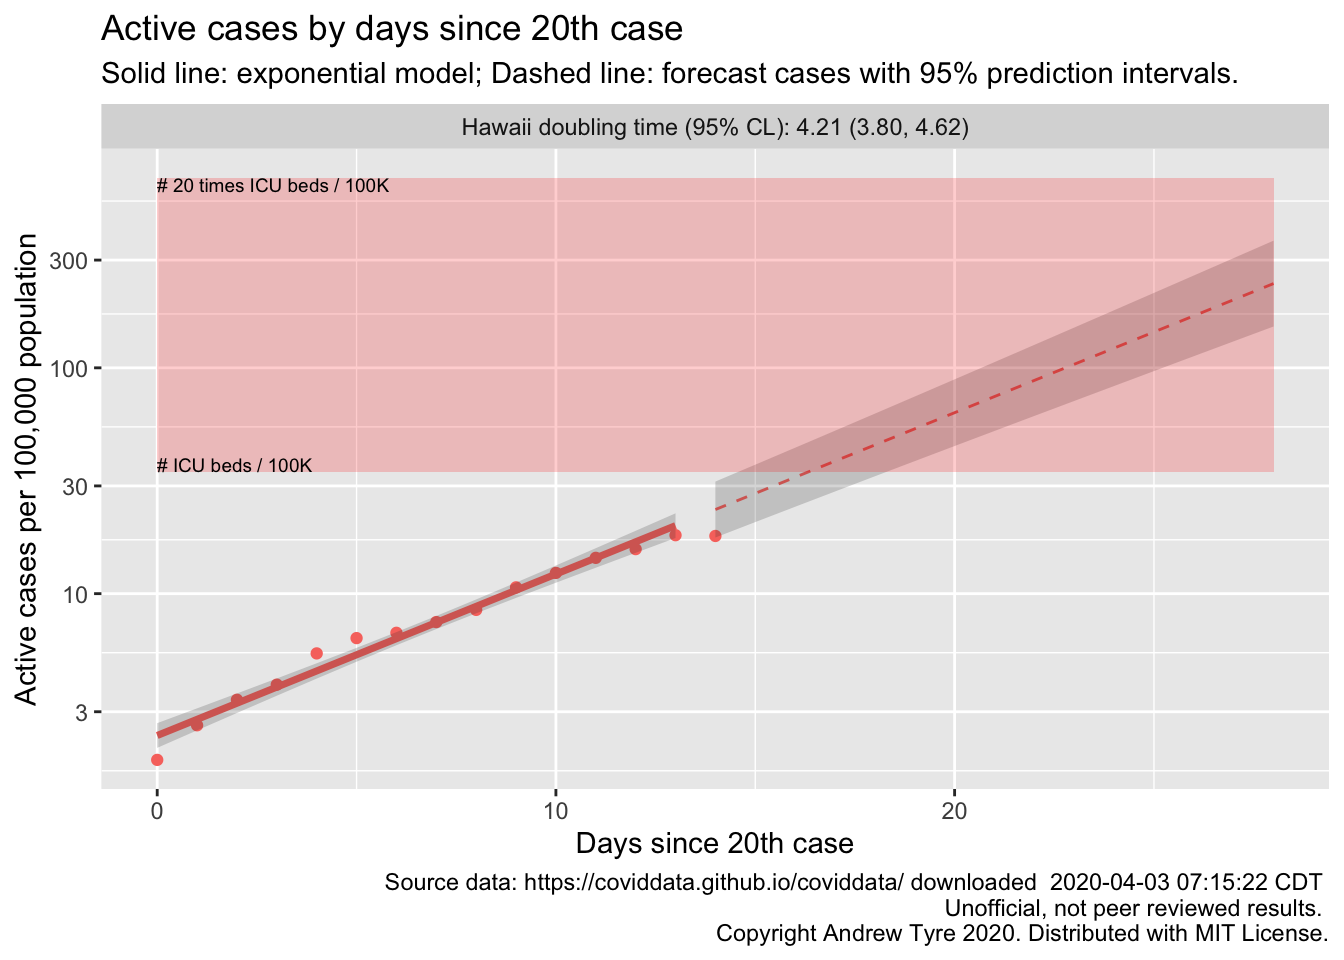 Active cases by days since 20th case
Solid line: exponential model; Dashed line: forecast cases with 95% prediction intervals.
Hawaii doubling time (95% CL): 4.21 (3.80, 4.62)
# 20 times ICU beds / 100K
# ICU beds / 100K
Active cases per 100,000 population
300
100
30
10
3
0
10
20
Days since 20th case
Source data: https://coviddata.github.io/coviddata/ downloaded  2020-04-03 07:15:22 CDT
Unofficial, not peer reviewed results.
Copyright Andrew Tyre 2020. Distributed with MIT License.